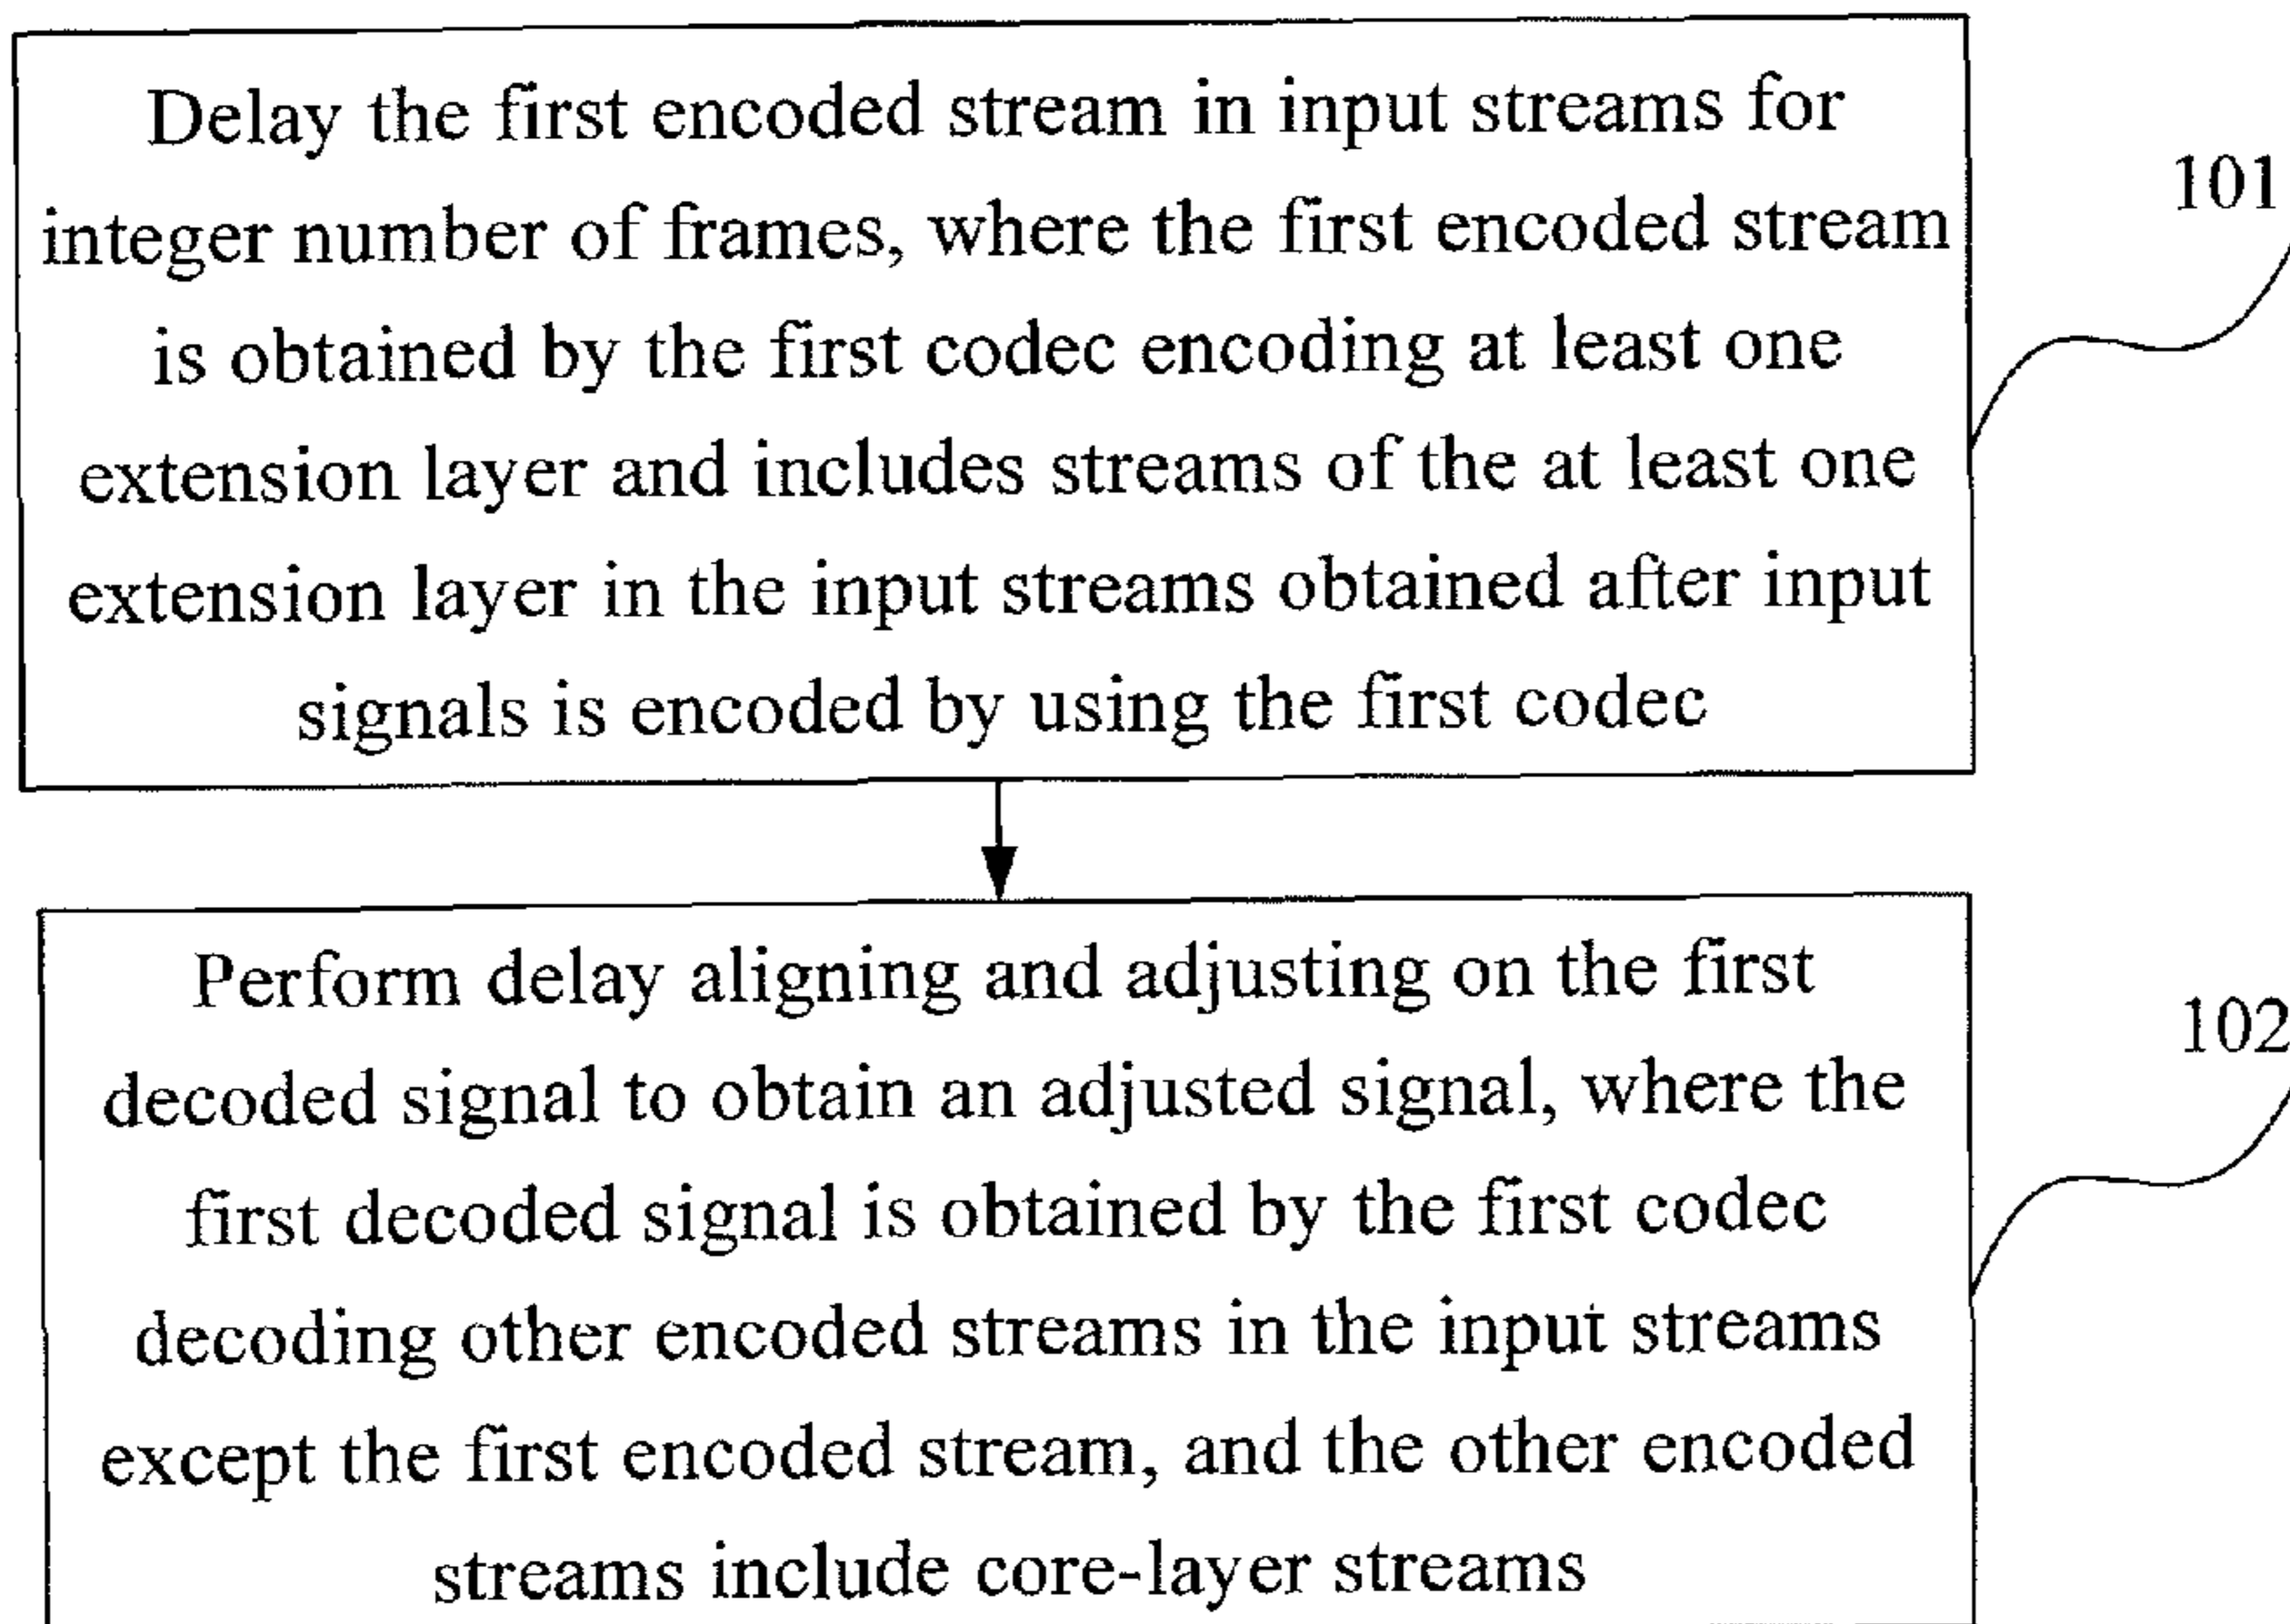 Delay the first encoded stream in input streams for
integer number of frames, where the first encoded stream
is obtained by the first codec encoding at least one
extension layer and includes streams of the at least one
extension layer in the input streams obtained after input
signals is encoded by using the first codec
101
Perform delay aligning and adjusting on the first
decoded signal to obtain an adjusted signal, where the
first decoded signal is obtained by the first codec
decoding other encoded streams in the input streams
except the first encoded stream, and the other encoded
streams include core-layer streams
102